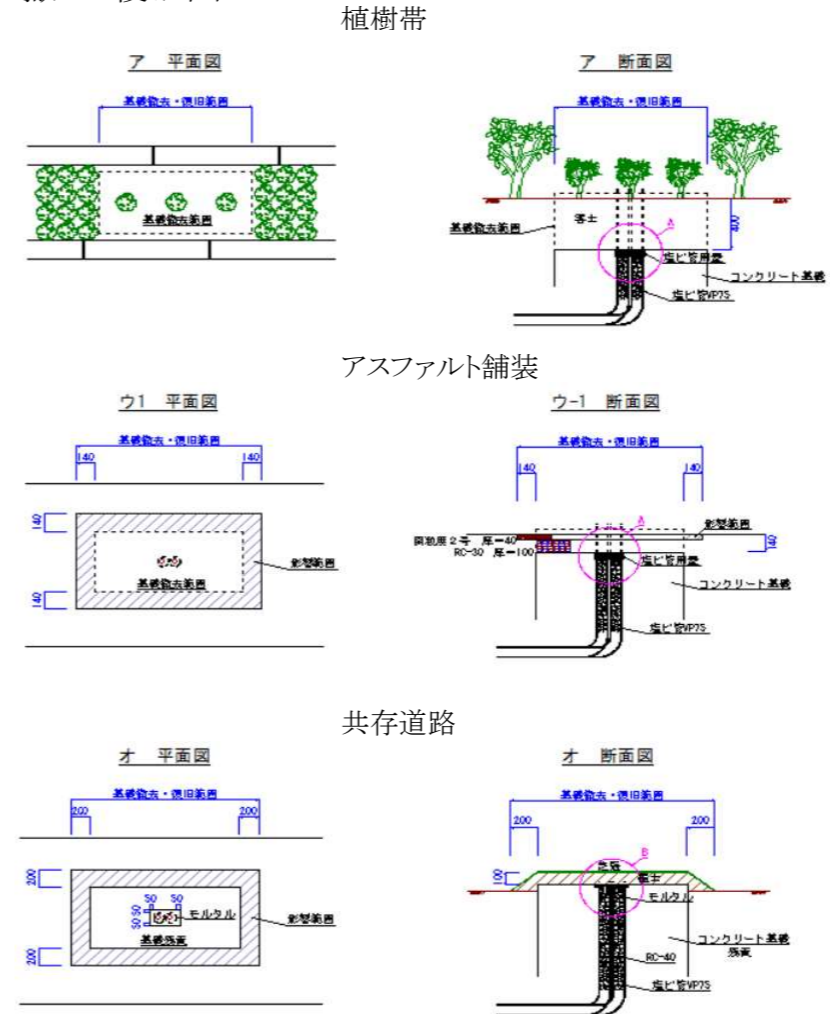 植樹帯
ア 平面図
基礎撤去・復旧範囲
基礎撤去範囲
ア 断面図
基礎撤去・復旧範囲
基礎撤去範囲
客土
A
400
塩ビ管用蓋
コンクリート基礎
塩ビ管VP75
アスファルト舗装
ウ1 平面図
基礎撤去・復旧範囲
140
140
140
140
基礎撤去範囲
影響範囲
ウ-1 断面図
基礎撤去・復旧範囲
140
140
A
影響範囲
厚=40
RC-30 厚=100
140
塩ビ管用蓋
コンクリート基礎
塩ビ管VP75
共存道路
オ 平面図
基礎撤去・復旧範囲
200
200
200
200
50
50
50
50
モルタル
基礎残置
影響範囲
オ 断面図
基礎撤去・復旧範囲
200
200
100
B
客土
モルタル
コンクリート基礎
残置
RC-40
塩ビ管VP75